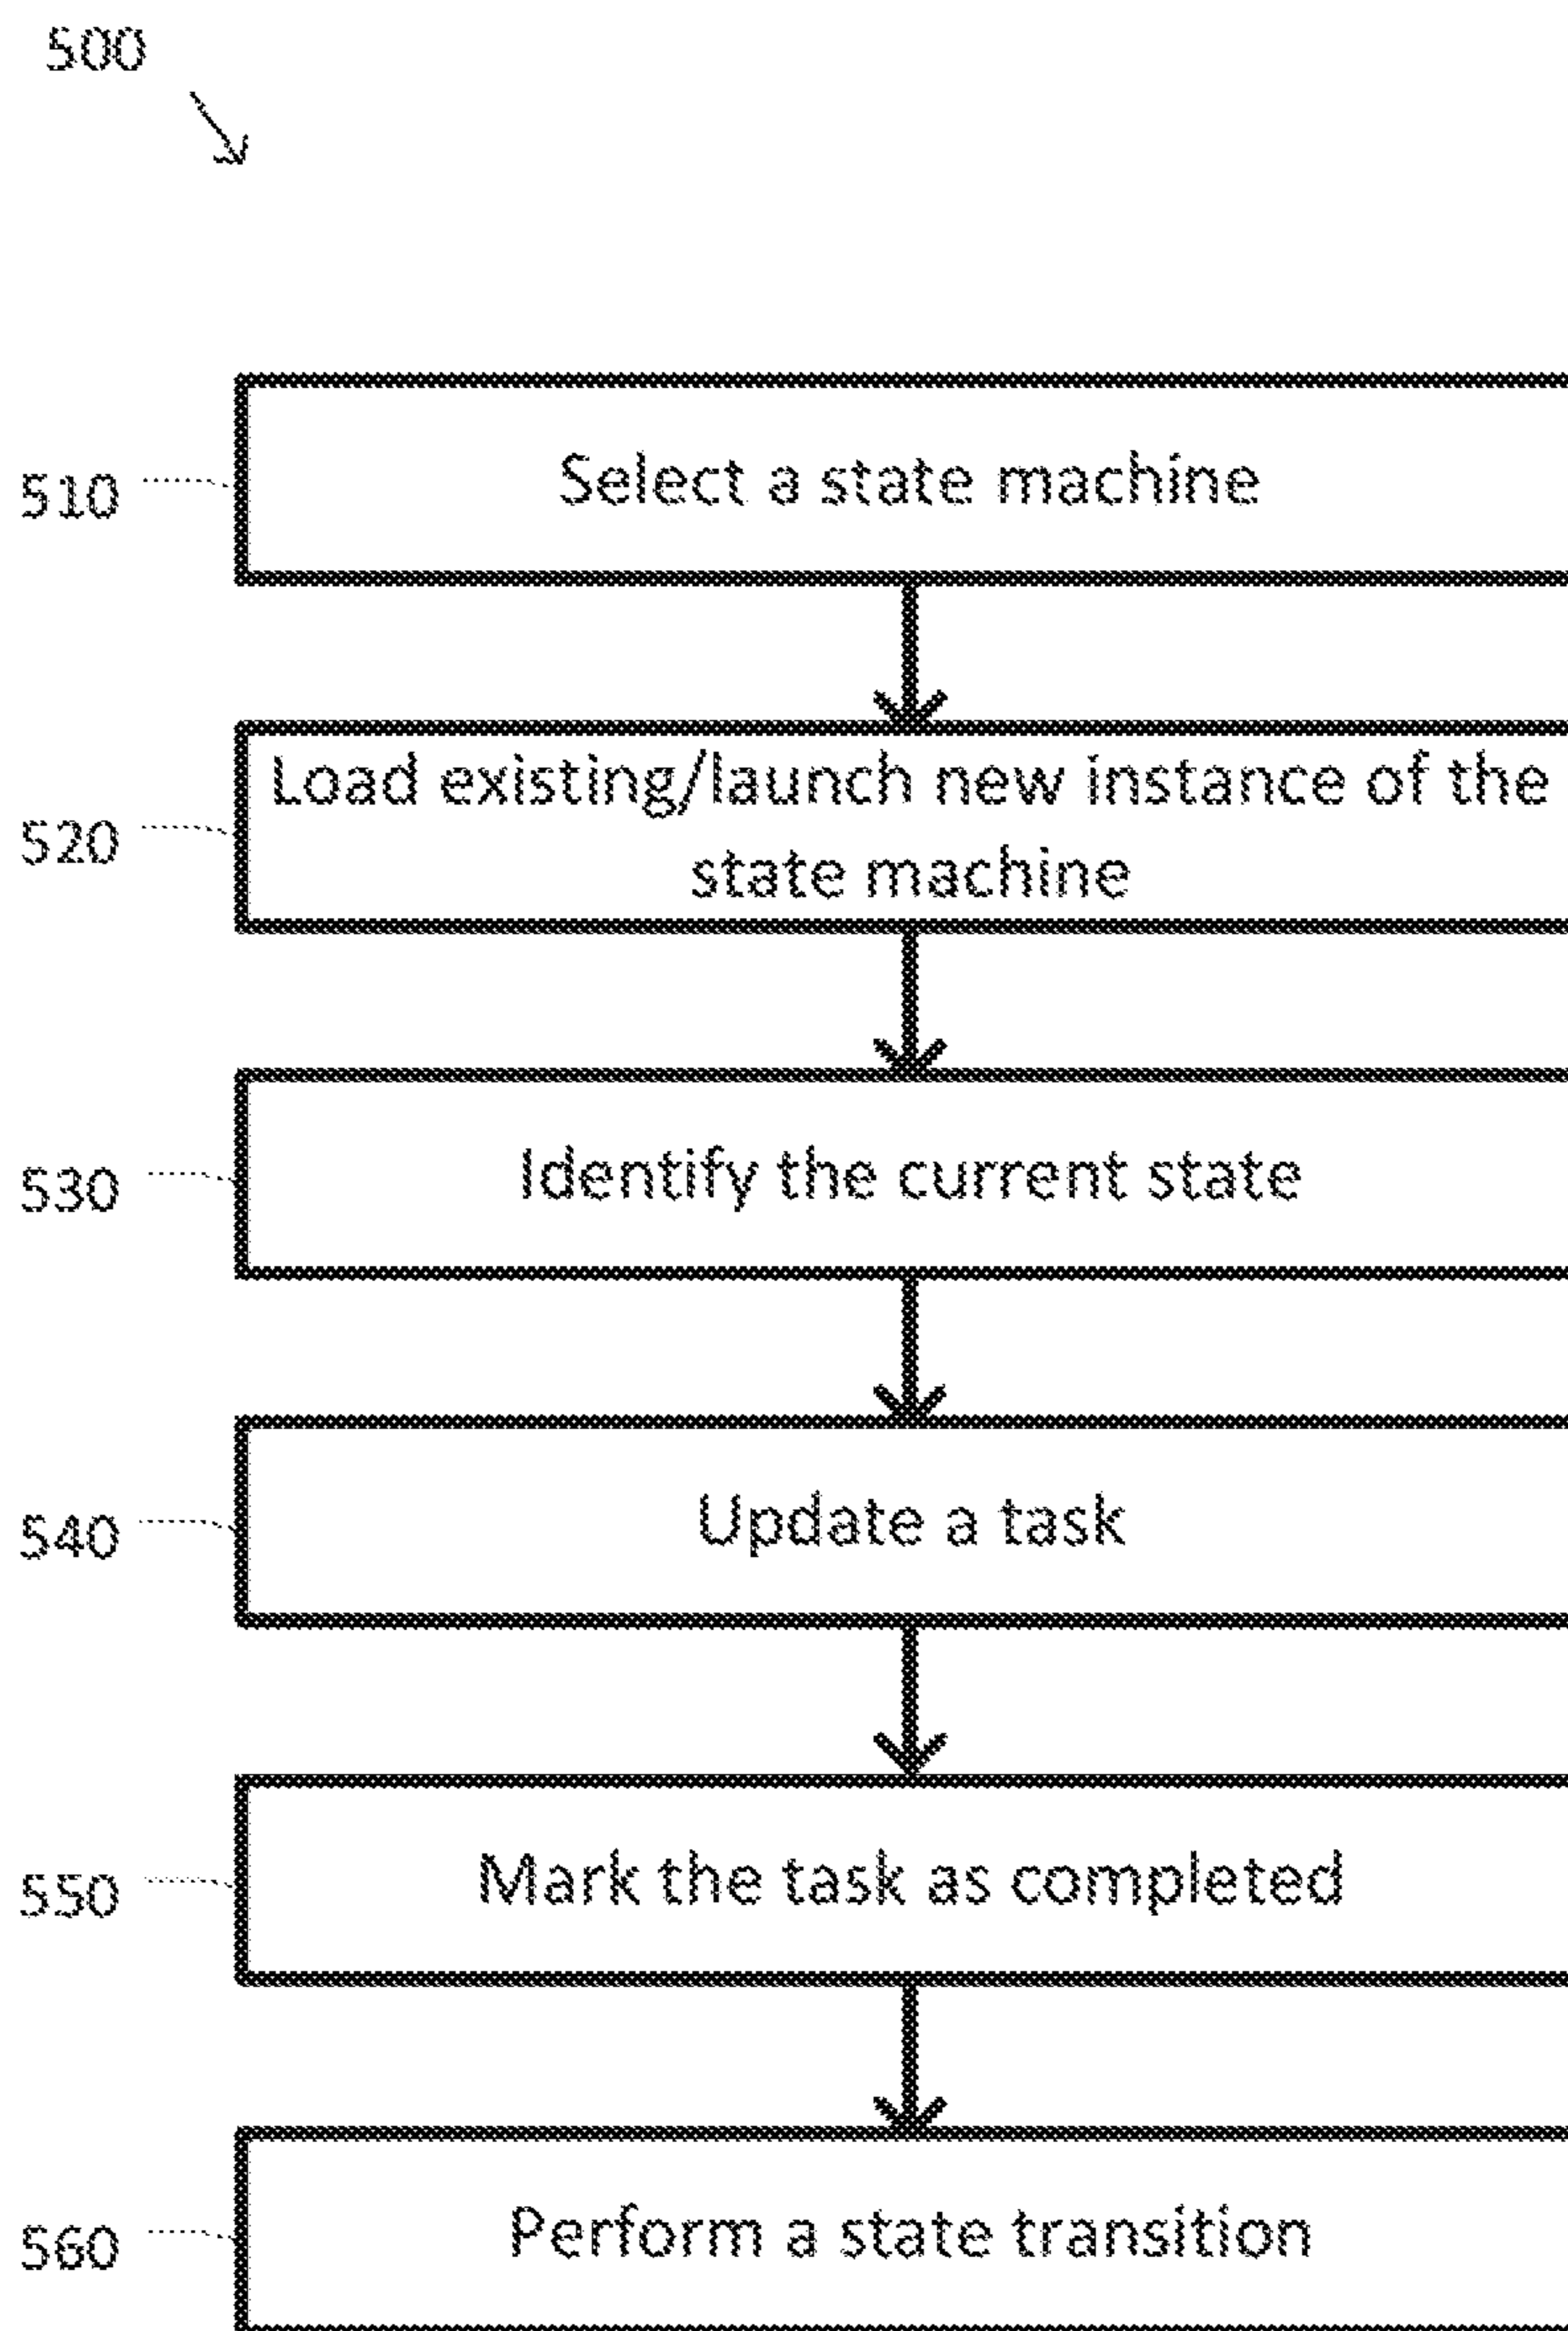 500
510
Select a state machine
520
Load existing/launch new instance of the
state machine
530
Identify the current state
540
Update a task
550
Mark the task as completed
560
Perform a state transition